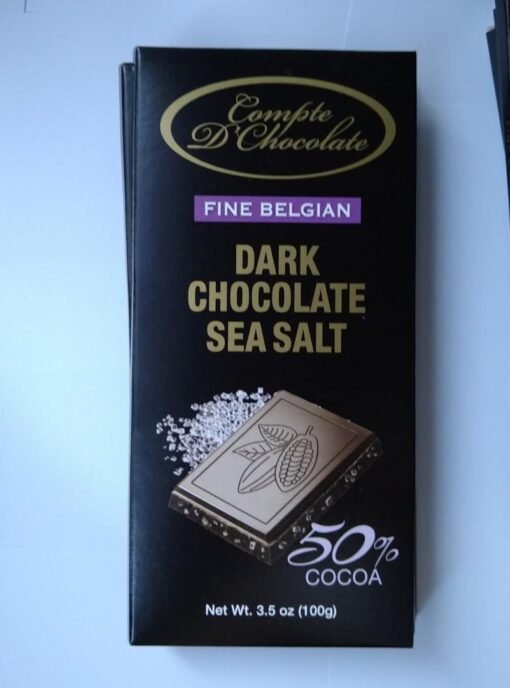 Compte
D'Chocolate
FINE BELGIAN
DARK
CHOCOLATE
SEA SALT
50%
COCOA
Net Wt. 3.5 oz (100g)